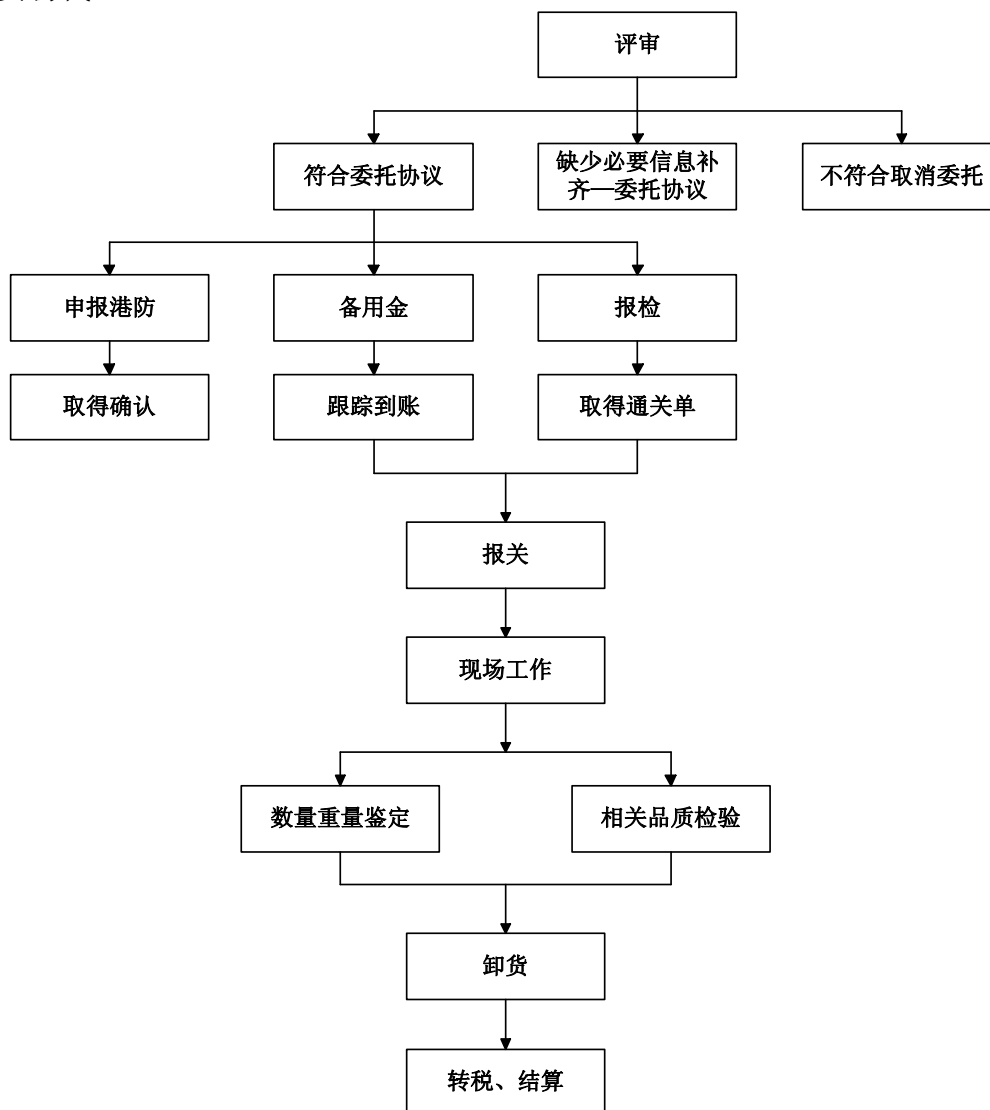 评审
符合委托协议
缺少必要信息补
齐—委托协议
不符合取消委托
申报港防
备用金
报检
取得确认
跟踪到账
取得通关单
报关
现场工作
数量重量鉴定
相关品质检验
卸货
转税、结算